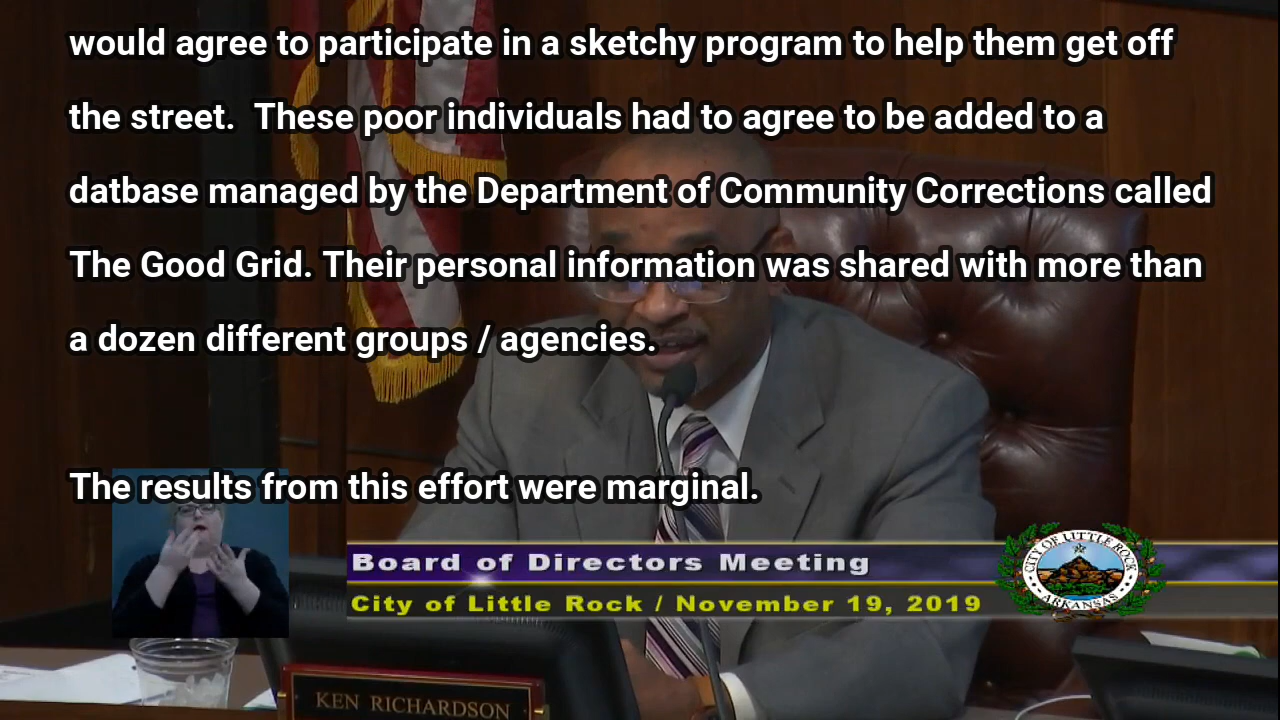 would agree to participate in a sketchy program to help them get off
the street.  These poor individuals had to agree to be added to a
datbase managed by the Department of Community Corrections called
The Good Grid. Their personal information was shared with more than
a dozen different groups / agencies.
The results from this effort were marginal.
Board of Directors Meeting
City of Little Rock / November 19, 2019
CITY OF LITTLE ROCK
ARKANSAS
KEN RICHARDSON